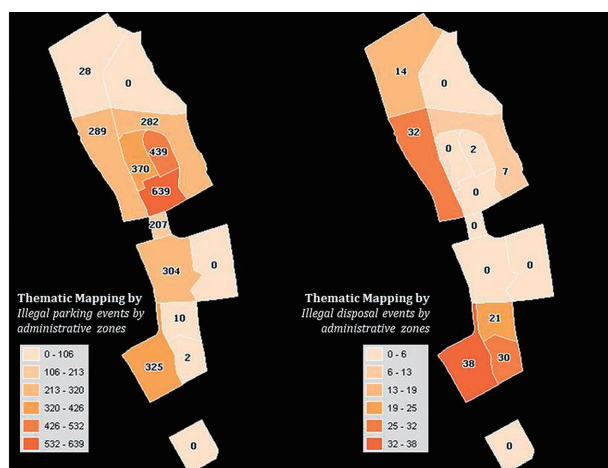 28
0
282
289
439
370
639
207
304
0
Thematic Mapping by
Illegal parking events by
administrative zones
10
2
325
0 - 106
106 - 213
213 - 320
320 - 426
426 - 532
532 - 639
0
14
0
32
0
2
7
0
0
0
0
Thematic Mapping by
Illegal disposal events by
administrative zones
21
30
38
0 - 6
6 - 13
13 - 19
19 - 25
25 - 32
32 - 38
0